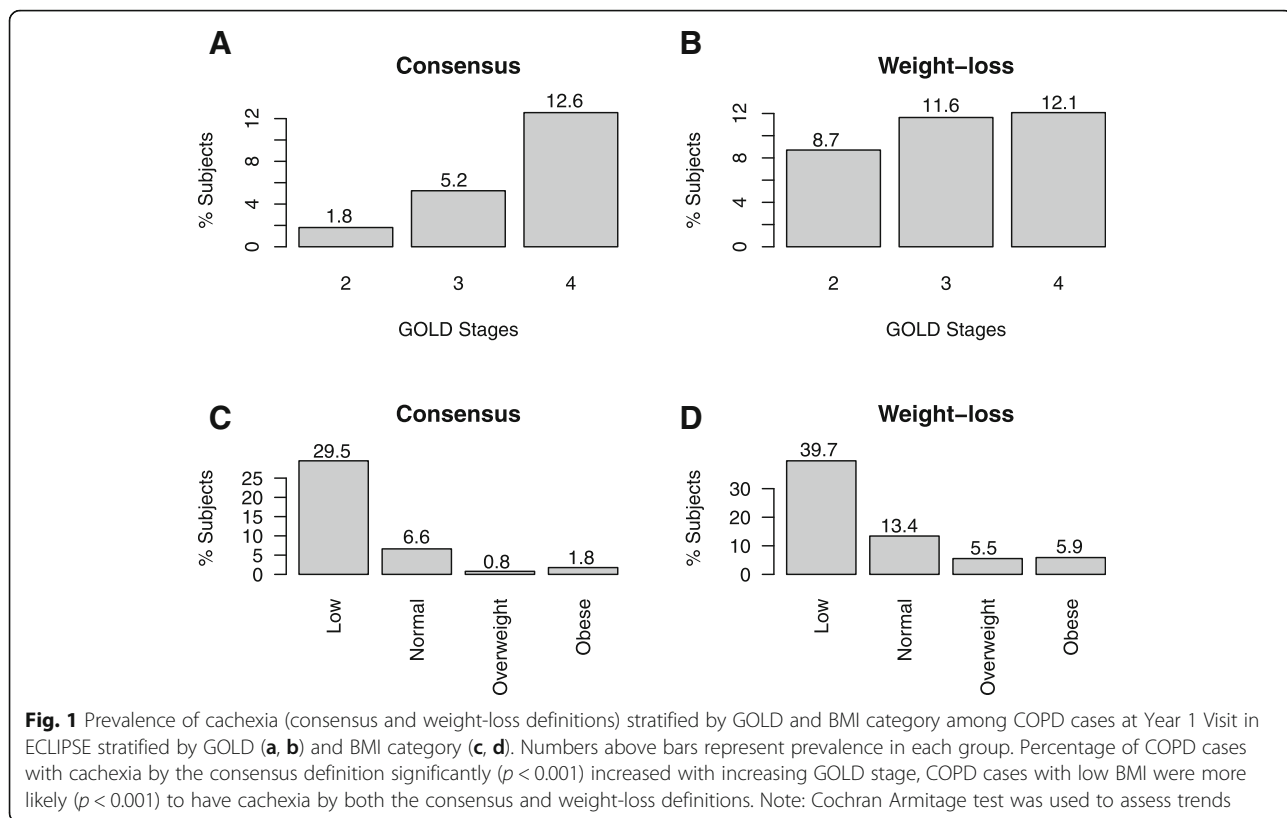 A
Consensus
% Subjects
12
8
4
0
1.8
5.2
12.6
2
3
4
GOLD Stages
B
Weight−loss
% Subjects
12
8
4
0
8.7
11.6
12.1
2
3
4
GOLD Stages
C
Consensus
% Subjects
25
20
15
10
5
0
29.5
6.6
0.8
1.8
Low
Normal
Overweight
Obese
D
Weight−loss
% Subjects
30
20
10
0
39.7
13.4
5.5
5.9
Low
Normal
Overweight
Obese
Fig. 1 Prevalence of cachexia (consensus and weight-loss definitions) stratified by GOLD and BMI category among COPD cases at Year 1 Visit in
ECLIPSE stratified by GOLD (a, b) and BMI category (c, d). Numbers above bars represent prevalence in each group. Percentage of COPD cases
with cachexia by the consensus definition significantly (p < 0.001) increased with increasing GOLD stage, COPD cases with low BMI were more
likely (p < 0.001) to have cachexia by both the consensus and weight-loss definitions. Note: Cochran Armitage test was used to assess trends